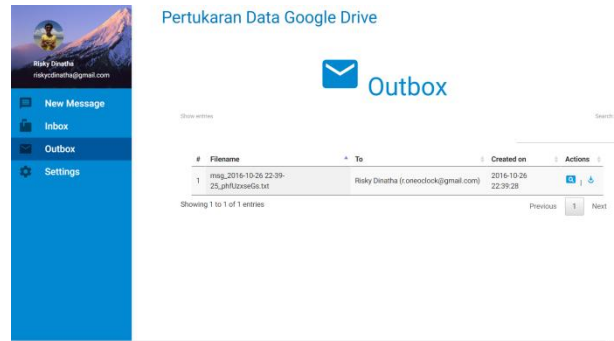 Pertukaran Data Google Drive
Risky Dinatha
riskycdinatha@gmail.com
New Message
Inbox
Outbox
Settings
Outbox
Show entries
Search
# Filename To Created on Actions
1 msg_2016-10-26 22-39-25_phfUzxseGs.txt Risky Dinatha (r.oneoclock@gmail.com) 2016-10-26 22:39:28 |
Showing 1 to 1 of 1 entries
Previous 1 Next